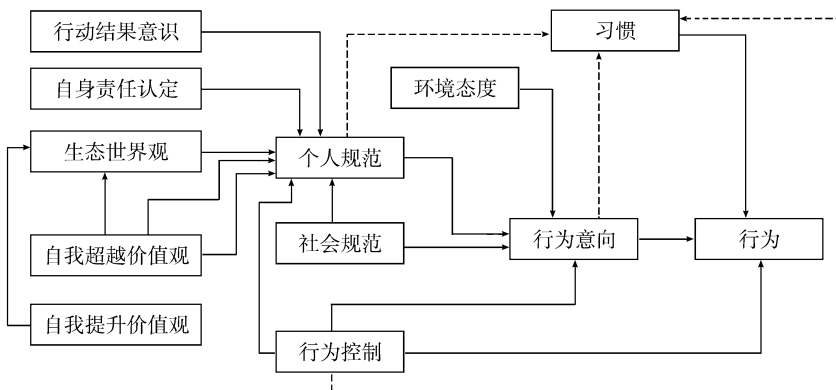 行动结果意识
习惯
自身责任认定
环境态度
生态世界观
个人规范
自我超越价值观
社会规范
行为意向
行为
自我提升价值观
行为控制